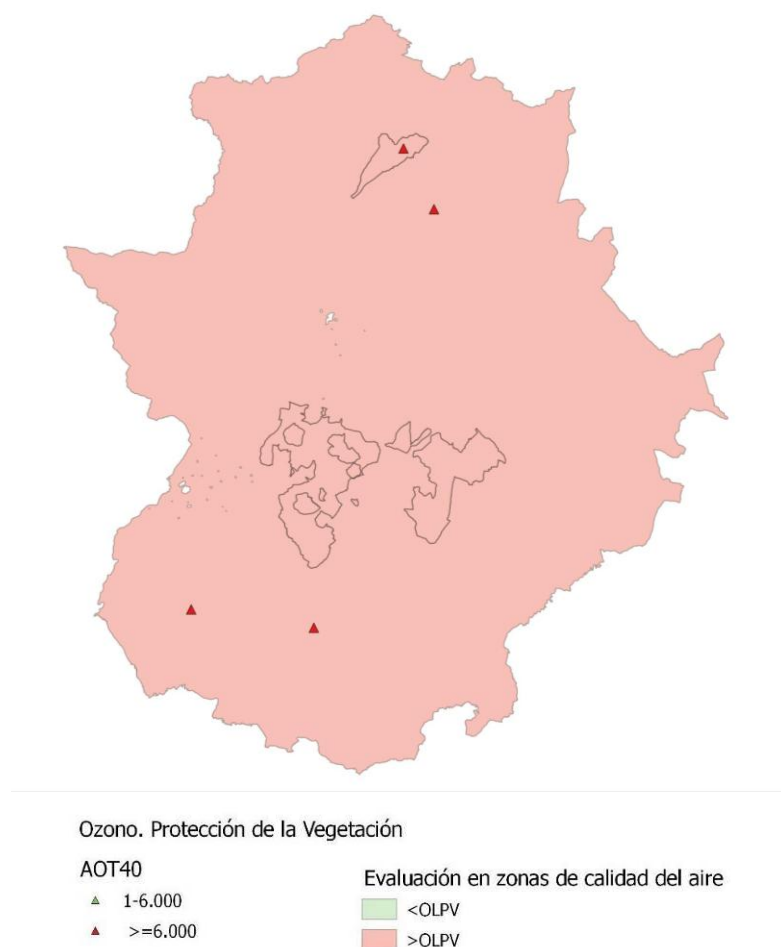 Ozono. Protección de la Vegetación
AOT40
1-6.000
>=6.000
Evaluación en zonas de calidad del aire
<OLPV
>OLPV